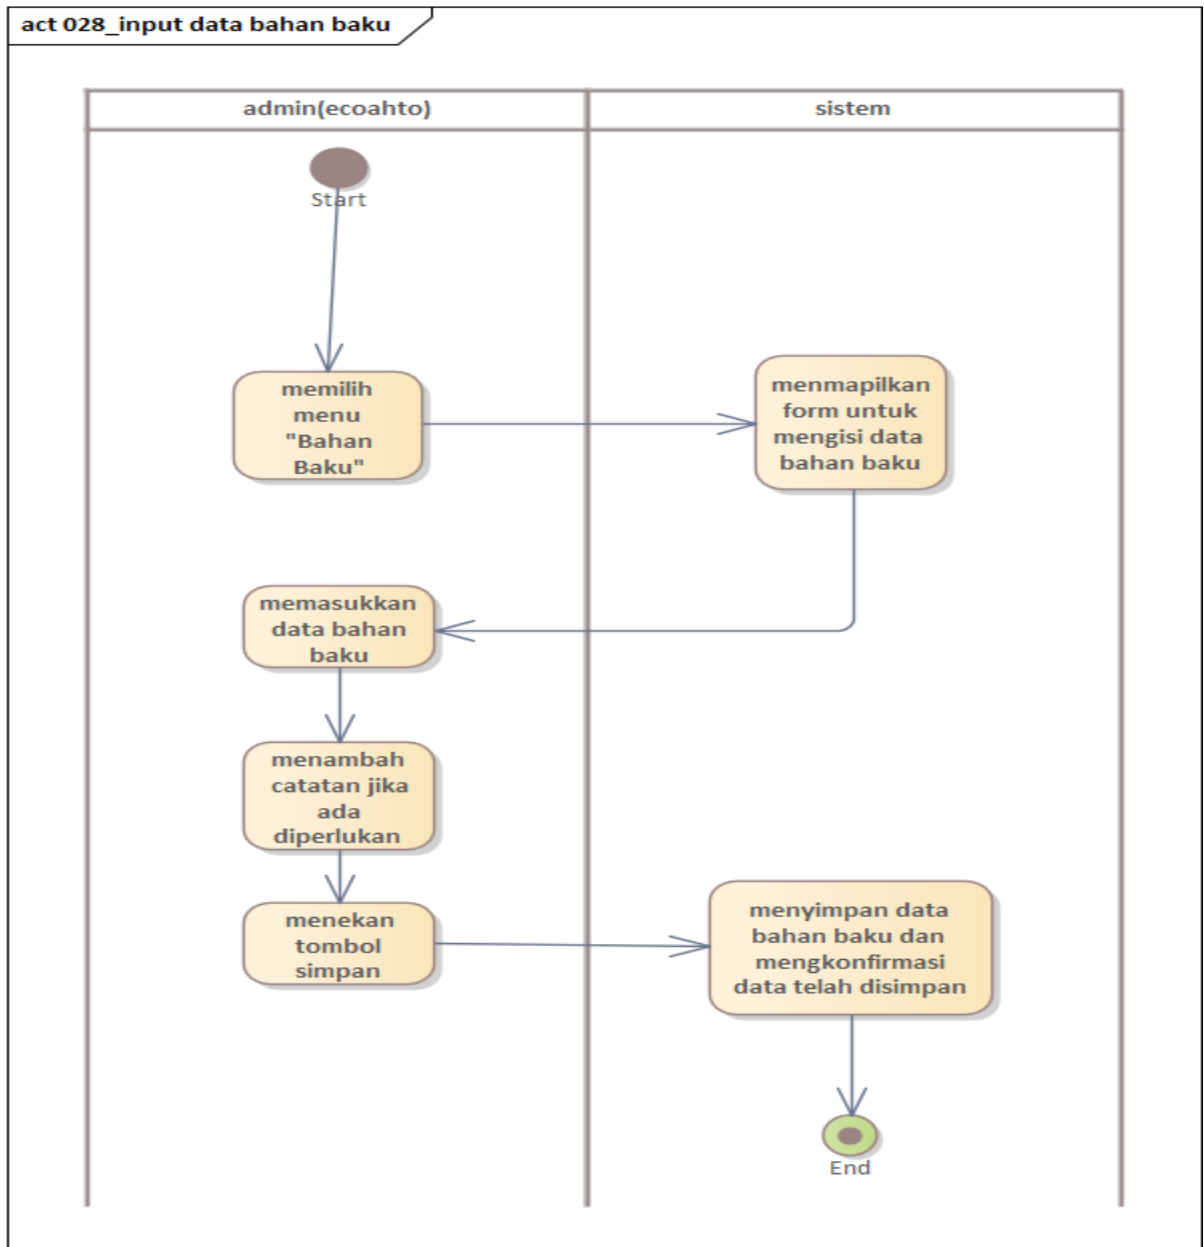 act 028_input data bahan baku
admin(ecoahto)
sistem
Start
memilih
menu
"Bahan
Baku"
menmapilkan
form untuk
mengisi data
bahan baku
memasukkan
data bahan
baku
menambah
catatan jika
ada
diperlukan
menekan
tombol
simpan
menyimpan data
bahan baku dan
mengkonfirmasi
data telah disimpan
End